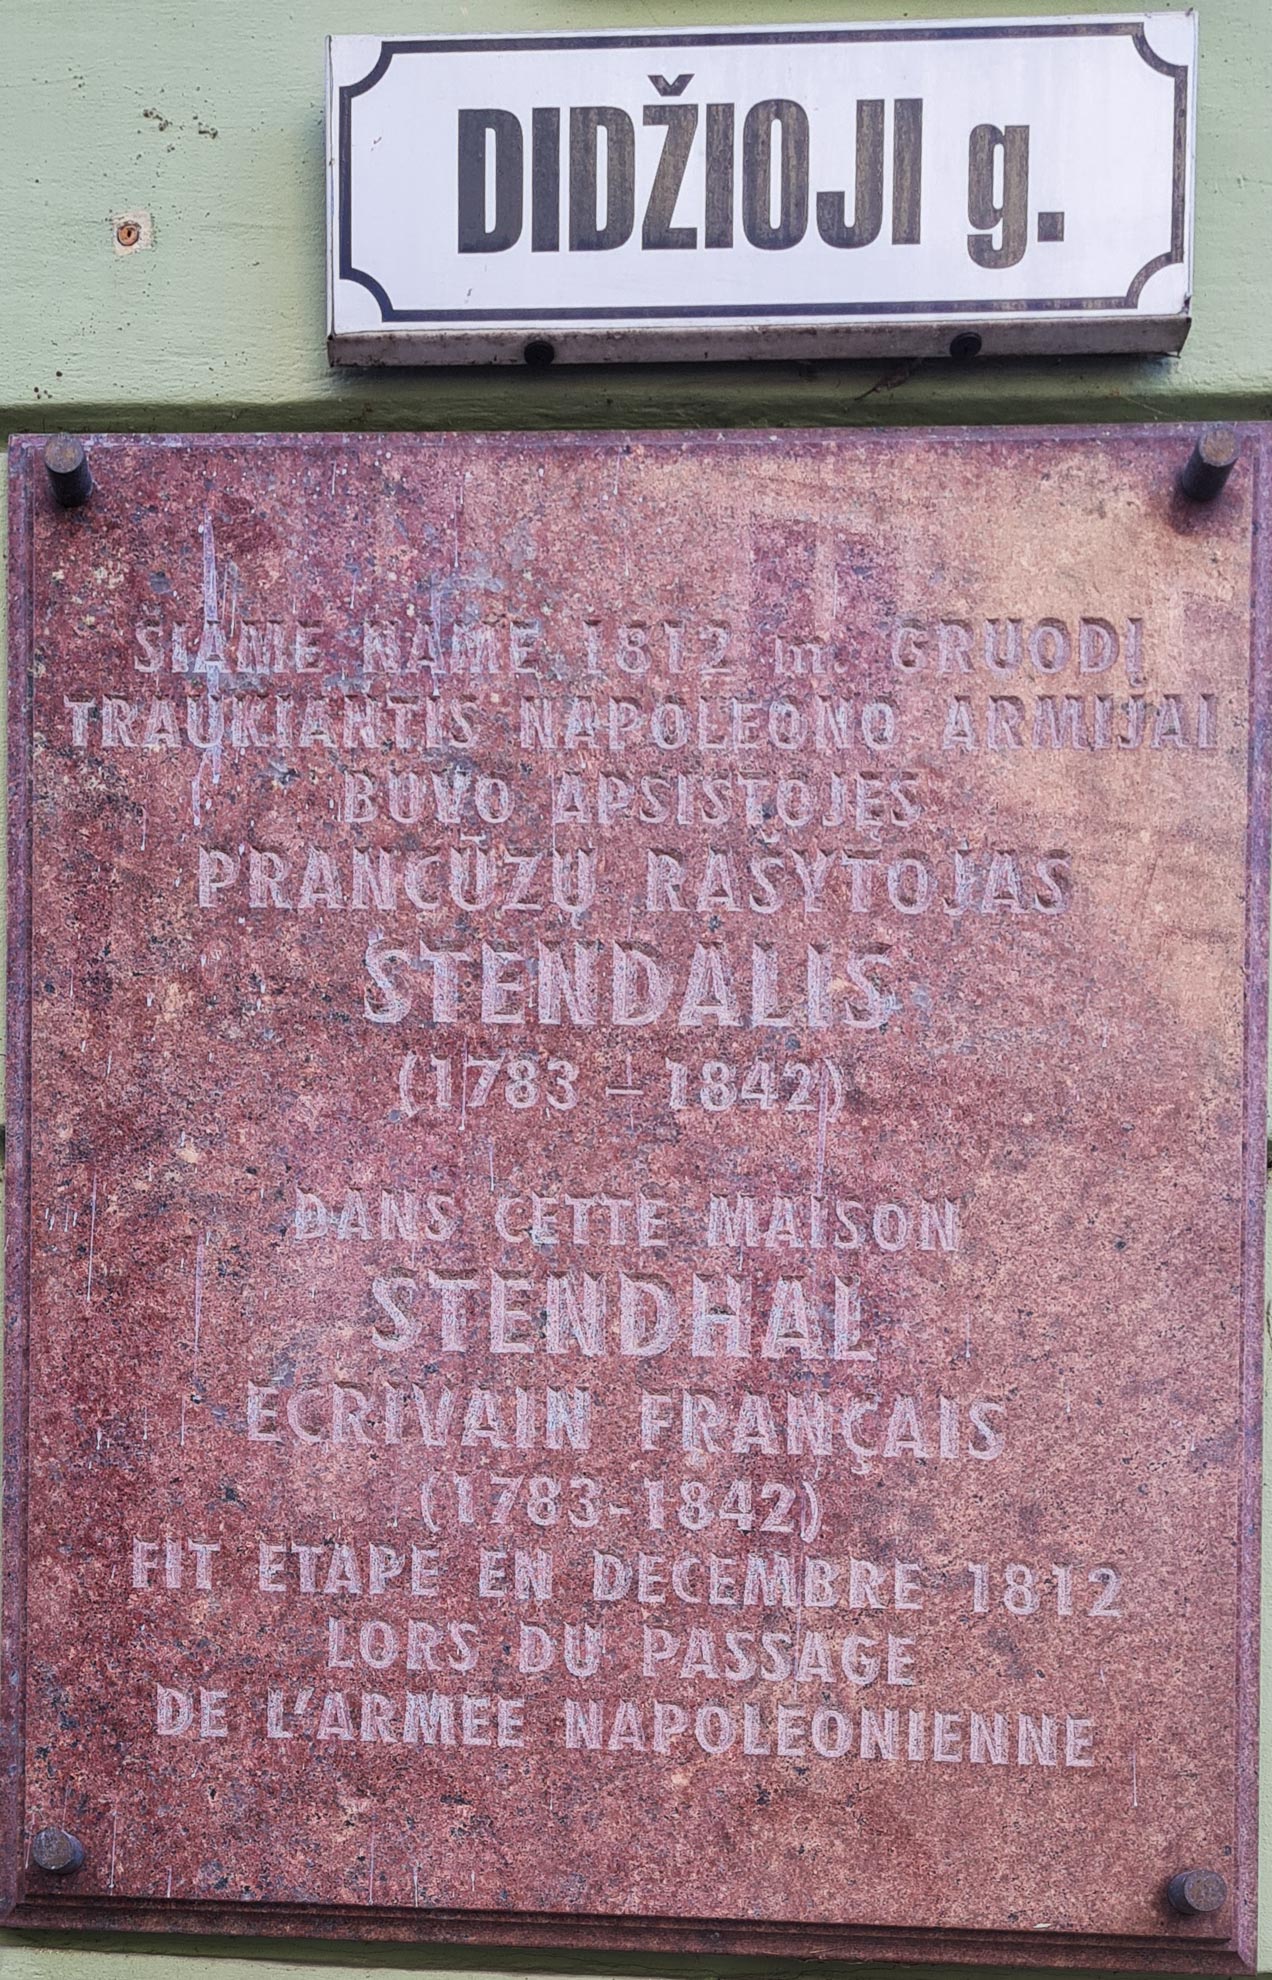 DIDŽIOJI g.
ŠIAME NAME 1812 m. GRUODĮ
TRAUKIANTIS NAPOLEONO ARMIJAI
BUVO APSISTOJĘS
PRANCŪZŲ RAŠYTOJAS
STENDALIS
(1783 – 1842)
DANS CETTE MAISON
STENDHAL
ECRIVAIN FRANÇAIS
(1783-1842)
FIT ETAPE EN DECEMBRE 1812
LORS DU PASSAGE
DE L'ARMEE NAPOLEONIENNE